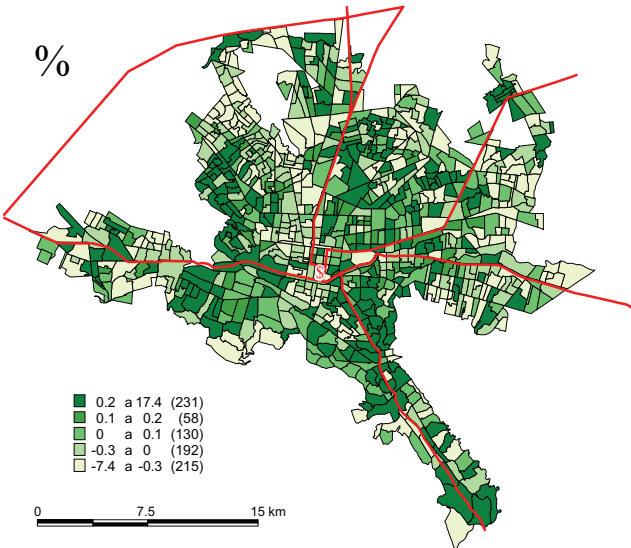 %
$
0.2 a 17.4 (231)
0.1 a 0.2 (58)
0 a 0.1 (130)
-0.3 a 0 (192)
-7.4 a -0.3 (215)
0 7.5 15 km